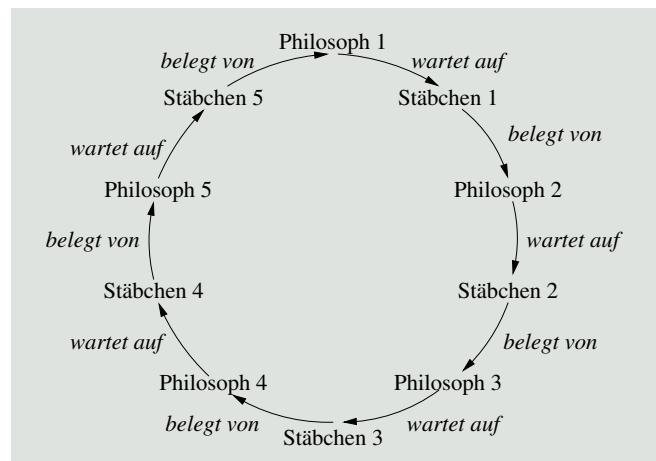 Philosoph 1
belegt von
wartet auf
Stäbchen 5
Stäbchen 1
belegt von
wartet auf
Philosoph 5
Philosoph 2
belegt von
wartet auf
Stäbchen 4
Stäbchen 2
wartet auf
belegt von
Philosoph 4
Philosoph 3
belegt von
wartet auf
Stäbchen 3